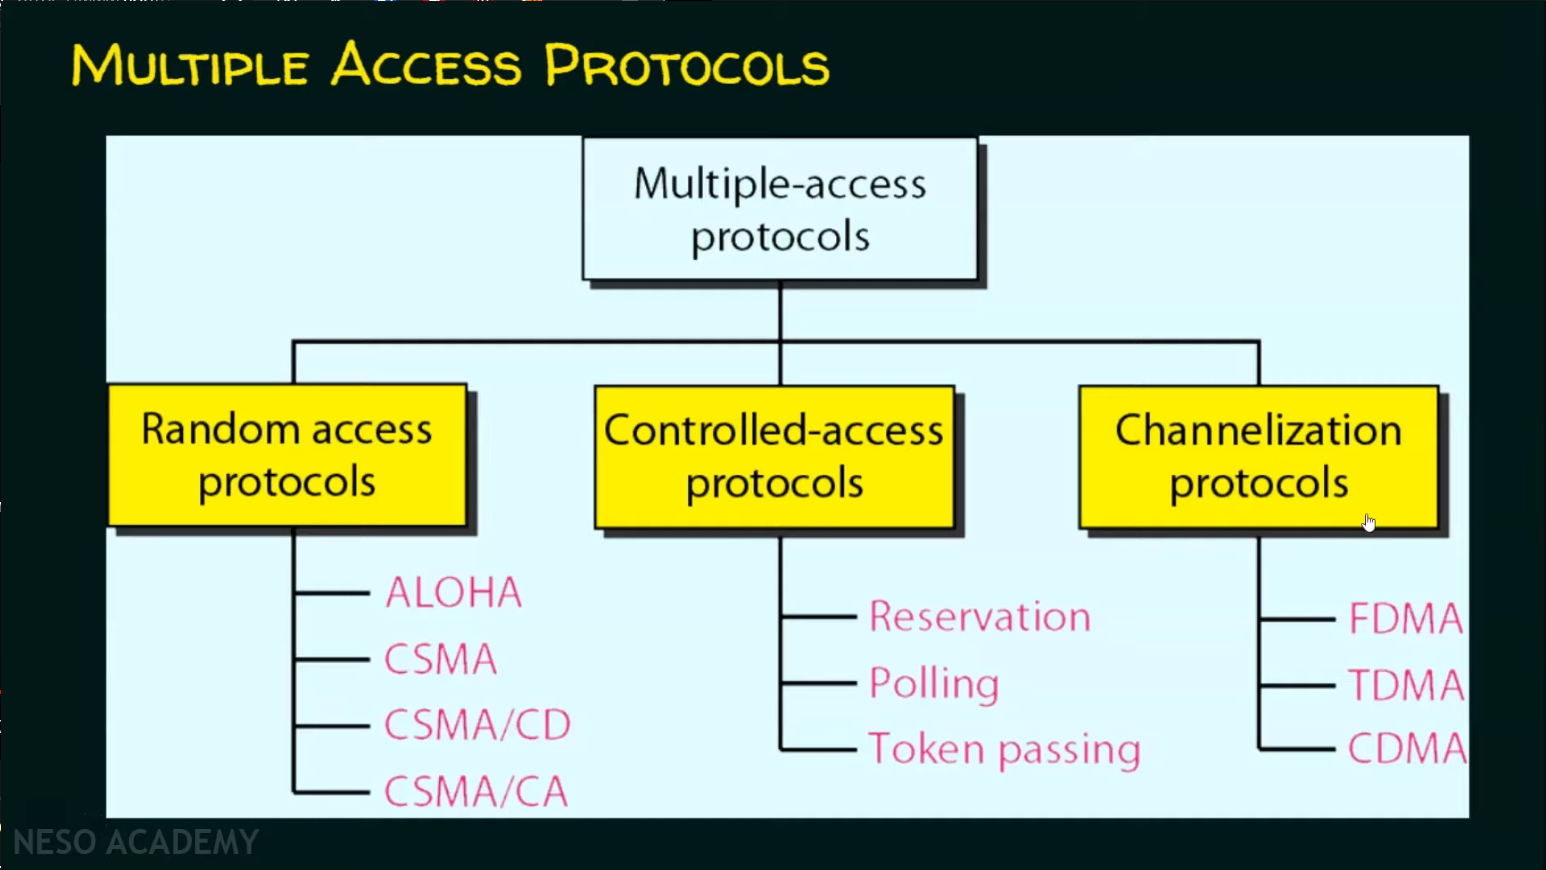 MULTIPLE ACCESS PROTOCOLS
Multiple-access
protocols
Random access
protocols
Controlled-access
protocols
Channelization
protocols
ALOHA
CSMA
CSMA/CD
CSMA/CA
Reservation
Polling
Token passing
FDMA
TDMA
CDMA
NESO ACADEMY